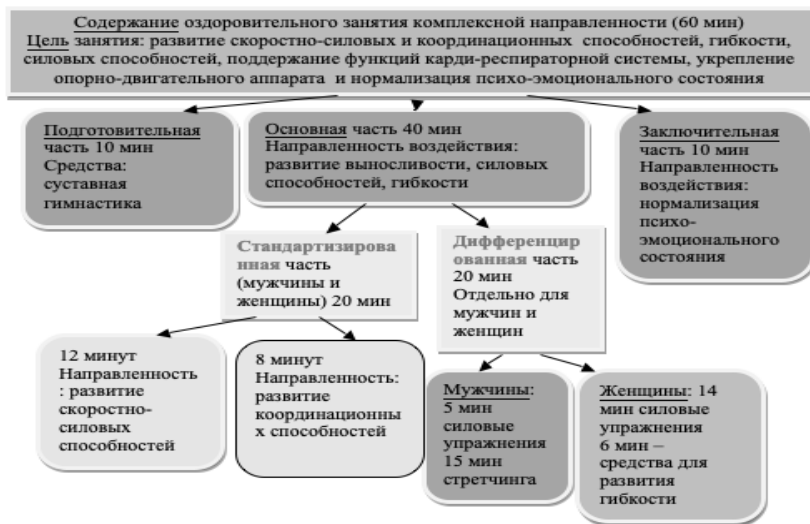 Содержание оздоровительного занятия комплексной направленности (60 мин)
Цель занятия: развитие скоростно-силовых и координационных способностей, гибкости,
силовых способностей, поддержание функций карди-респираторной системы, укрепление
опорно-двигательного аппарата и нормализация психо-эмоционального состояния
Подготовительная
часть 10 мин
Средства:
суставная
гимнастика
Основная часть 40 мин
Направленность воздействия:
развитие выносливости, силовых
способностей, гибкости
Заключительная
часть 10 мин
Направленность
воздействия:
нормализация
психо-
эмоционального
состояния
Стандартизирова
нная часть
(мужчины и
женщины) 20 мин
Дифференцир
ованная часть
20 мин
Отдельно для
мужчин и
женщин
12 минут
Направленность
: развитие
скоростно-
силовых
способностей
8 минут
Направленность:
развитие
координационны
х способностей
Мужчины:
5 мин
силовые
упражнения
15 мин
стретчинга
Женщины: 14
мин силовые
упражнения
6 мин –
средства для
развития
гибкости